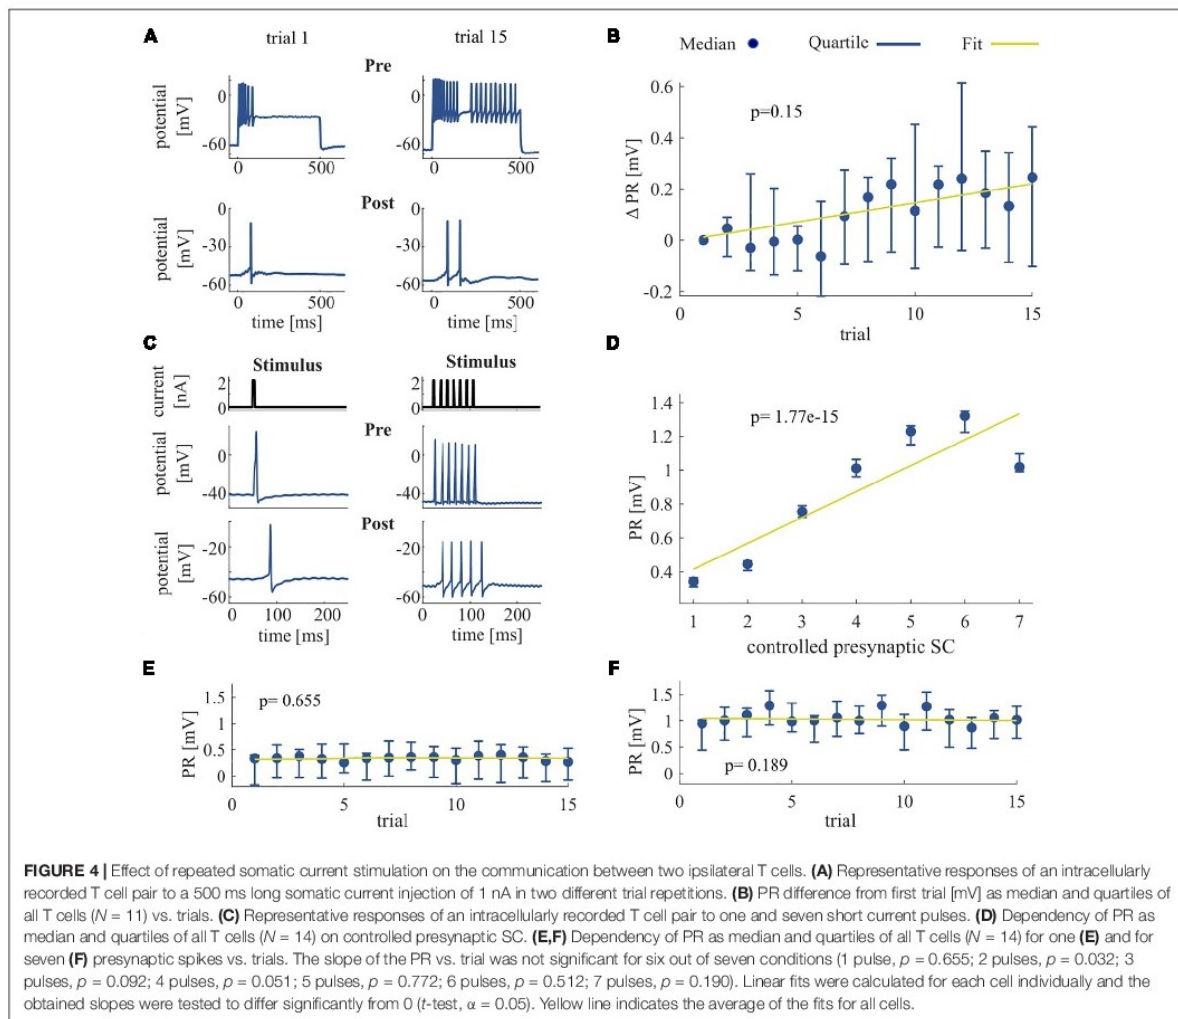 A
trial 1
trial 15
Pre
potential
[mV]
0
-60
0
500
0
-60
0
500
Post
potential
[mV]
0
-30
-60
0
500
time [ms]
0
-30
-60
0
500
time [ms]
B
Median
Quartile
Fit
p=0.15
Δ PR [mV]
0.6
0.4
0.2
0
-0.2
0
5
10
15
trial
C
Stimulus
Stimulus
current
[nA]
2
0
2
0
Pre
potential
[mV]
0
-40
0
-40
Post
potential
[mV]
-20
-60
0
100
200
time [ms]
-20
-60
0
100
200
time [ms]
D
p= 1.77e-15
PR [mV]
1.4
1.2
1
0.8
0.6
0.4
1
2
3
4
5
6
7
controlled presynaptic SC
E
p= 0.655
PR [mV]
1.5
1
0.5
0
0
5
10
15
trial
F
p= 0.189
PR [mV]
1.5
1.0
0.5
0
0
5
10
15
trial
FIGURE 4 | Effect of repeated somatic current stimulation on the communication between two ipsilateral T cells. (A) Representative responses of an intracellularly
recorded T cell pair to a 500 ms long somatic current injection of 1 nA in two different trial repetitions. (B) PR difference from first trial [mV] as median and quartiles of
all T cells (N = 11) vs. trials. (C) Representative responses of an intracellularly recorded T cell pair to one and seven short current pulses. (D) Dependency of PR as
median and quartiles of all T cells (N = 14) on controlled presynaptic SC. (E,F) Dependency of PR as median and quartiles of all T cells (N = 14) for one (E) and for
seven (F) presynaptic spikes vs. trials. The slope of the PR vs. trial was not significant for six out of seven conditions (1 pulse, p = 0.655; 2 pulses, p = 0.032; 3
pulses, p = 0.092; 4 pulses, p = 0.051; 5 pulses, p = 0.772; 6 pulses, p = 0.512; 7 pulses, p = 0.190). Linear fits were calculated for each cell individually and the
obtained slopes were tested to differ significantly from 0 (t-test, α = 0.05). Yellow line indicates the average of the fits for all cells.